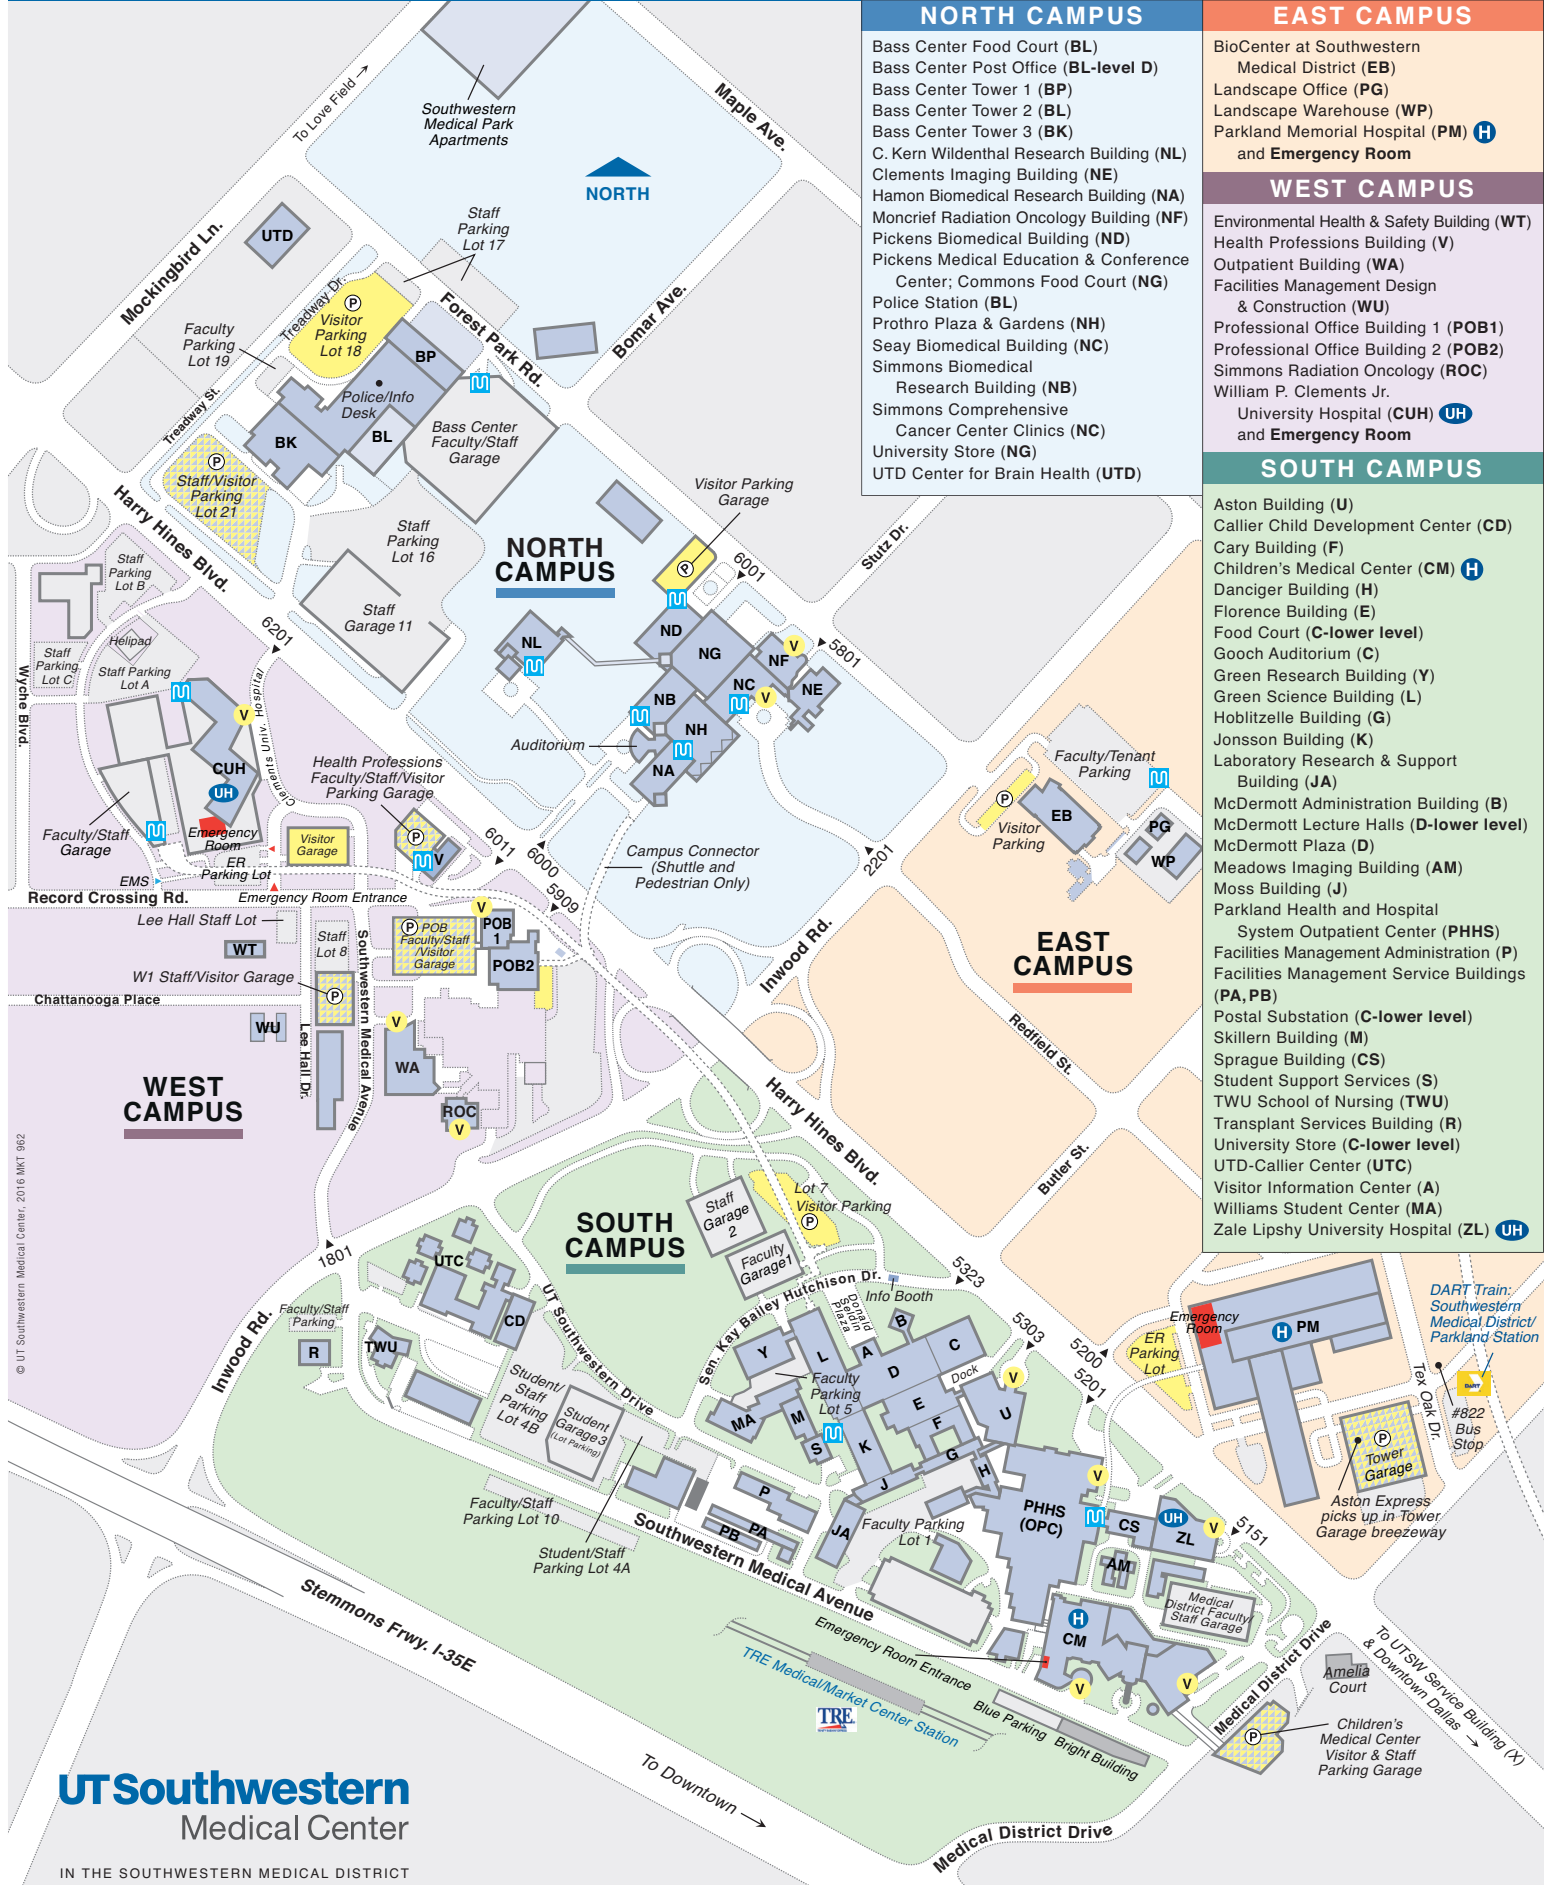 NORTH CAMPUS
Bass Center Food Court (BL)
Bass Center Post Office (BL-level D)
Bass Center Tower 1 (BP)
Bass Center Tower 2 (BL)
Bass Center Tower 3 (BK)
C. Kern Wildenthal Research Building (NL)
Clements Imaging Building (NE)
Hamon Biomedical Research Building (NA)
Moncrief Radiation Oncology Building (NF)
Pickens Biomedical Building (ND)
Pickens Medical Education & Conference
Center; Commons Food Court (NG)
Police Station (BL)
Prothro Plaza & Gardens (NH)
Seay Biomedical Building (NC)
Simmons Biomedical
Research Building (NB)
Simmons Comprehensive
Cancer Center Clinics (NC)
University Store (NG)
UTD Center for Brain Health (UTD)
EAST CAMPUS
BioCenter at Southwestern
Medical District (EB)
Landscape Office (PG)
Landscape Warehouse (WP)
Parkland Memorial Hospital (PM) H
and Emergency Room
WEST CAMPUS
Environmental Health & Safety Building (WT)
Health Professions Building (V)
Outpatient Building (WA)
Facilities Management Design
& Construction (WU)
Professional Office Building 1 (POB1)
Professional Office Building 2 (POB2)
Simmons Radiation Oncology (ROC)
William P. Clements Jr.
University Hospital (CUH) UH
and Emergency Room
SOUTH CAMPUS
Aston Building (U)
Callier Child Development Center (CD)
Cary Building (F)
Children's Medical Center (CM) H
Danciger Building (H)
Florence Building (E)
Food Court (C-lower level)
Gooch Auditorium (C)
Green Research Building (Y)
Green Science Building (L)
Hoblitzelle Building (G)
Jonsson Building (K)
Laboratory Research & Support
Building (JA)
McDermott Administration Building (B)
McDermott Lecture Halls (D-lower level)
McDermott Plaza (D)
Meadows Imaging Building (AM)
Moss Building (J)
Parkland Health and Hospital
System Outpatient Center (PHHS)
Facilities Management Administration (P)
Facilities Management Service Buildings
(PA, PB)
Postal Substation (C-lower level)
Skillern Building (M)
Sprague Building (CS)
Student Support Services (S)
TWU School of Nursing (TWU)
Transplant Services Building (R)
University Store (C-lower level)
UTD-Callier Center (UTC)
Visitor Information Center (A)
Williams Student Center (MA)
Zale Lipshy University Hospital (ZL) UH
To Love Field →
Southwestern
Medical Park
Apartments
Maple Ave.
NORTH
Mockingbird Ln.
UTD
Staff
Parking
Lot 17
Treadway Dr.
P
Visitor
Parking
Lot 18
Forest Park Rd.
Bomar Ave.
Faculty
Parking
Lot 19
BP
Police/Info
Desk
Treadway St.
BK
BL
Bass Center
Faculty/Staff
Garage
P
Staff/Visitor
Parking
Lot 21
Harry Hines Blvd.
Staff
Parking
Lot 16
Visitor Parking
Garage
P
NORTH
CAMPUS
6001
Stutz Dr.
Staff
Parking
Lot B
Staff
Garage 11
Helipad
6201
Staff
Parking
Lot C
Staff Parking
Lot A
Wyche Blvd.
NL
ND
NG
NF
V
5801
NB
NC
V
NE
NH
NA
Auditorium
V
Clements Univ. Hospital
CUH
UH
Health Professions
Faculty/Staff/Visitor
Parking Garage
P
V
Faculty/Staff
Garage
Emergency
Room
ER
Parking Lot
Visitor
Garage
EMS
Record Crossing Rd.
Emergency Room Entrance
6011
6000
5909
Campus Connector
(Shuttle and
Pedestrian Only)
2201
Faculty/Tenant
Parking
P
Visitor
Parking
EB
PG
WP
Lee Hall Staff Lot
WT
Staff
Lot 8
W1 Staff/Visitor Garage
P
Chattanooga Place
WU
Lee Hall Dr.
Southwestern Medical Avenue
P POB
Faculty/Staff
/Visitor
Garage
V
POB
1
POB2
V
WA
ROC
V
WEST
CAMPUS
EAST
CAMPUS
Inwood Rd.
Redfield St.
Harry Hines Blvd.
Butler St.
© UT Southwestern Medical Center, 2016 MKT 962
SOUTH
CAMPUS
Staff
Garage
2
Lot 7
Visitor Parking
P
Faculty
Garage1
1801
UTC
CD
UT Southwestern Drive
Sen. Kay Bailey Hutchison Dr.
Donald
Seldin
Plaza
Info Booth
5323
5303
5200
5201
Inwood Rd.
Faculty/Staff
Parking
R
TWU
Student/
Staff
Parking
Lot 4B
Student
Garage 3
(Lot Parking)
Y
L
A
B
C
D
Dock
Faculty
Parking
Lot 5
MA
M
S
K
E
F
G
H
J
U
V
ER
Parking
Lot
Emergency
Room
H PM
DART Train:
Southwestern
Medical District/
Parkland Station
DART
Tex Oak Dr.
#822
Bus
Stop
P
Tower
Garage
Aston Express
picks up in Tower
Garage breezeway
Faculty/Staff
Parking Lot 10
Student/Staff
Parking Lot 4A
P
PA
PB
JA
Faculty Parking
Lot 1
PHHS
(OPC)
V
CS
UH
ZL
V
5151
AM
Medical
District Faculty/
Staff Garage
Southwestern Medical Avenue
Stemmons Frwy. I-35E
Emergency Room Entrance
H
CM
V
V
TRE Medical/Market Center Station
TRE
Blue Parking
Bright Building
Medical District Drive
Amelia
Court
To UTSW Service Building (X)
& Downtown Dallas →
P
Children's
Medical Center
Visitor & Staff
Parking Garage
To Downtown →
Medical District Drive
UT Southwestern
Medical Center
IN THE SOUTHWESTERN MEDICAL DISTRICT